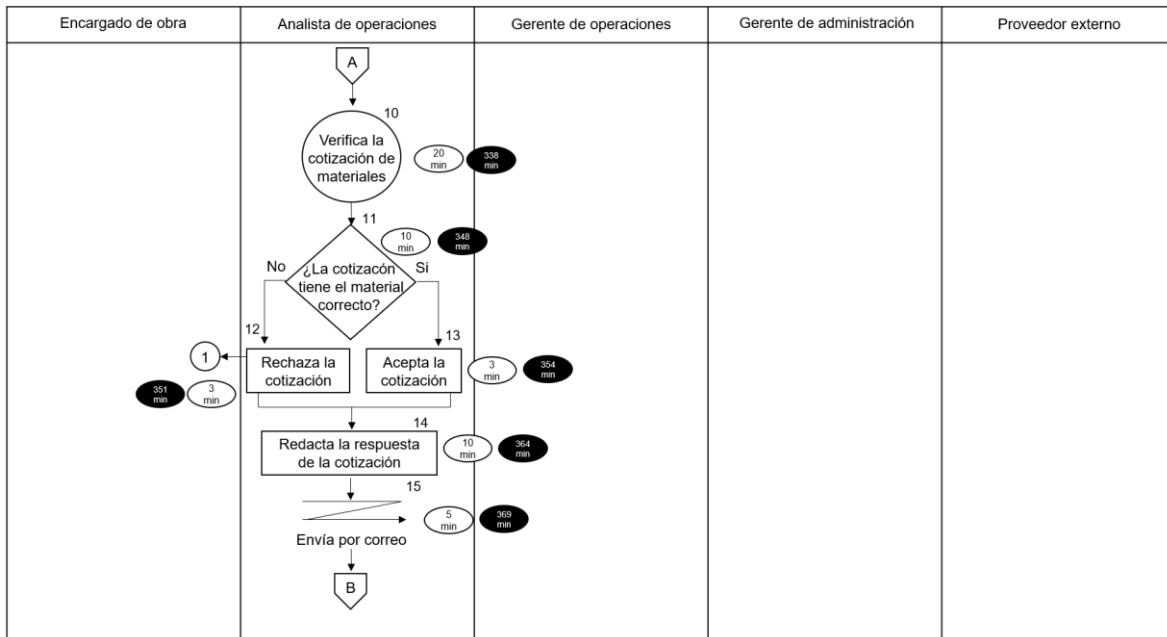 Encargado de obra
Analista de operaciones
Gerente de operaciones
Gerente de administración
Proveedor externo
A
10
Verifica la
cotización de
materiales
20
min
338
min
11
10
min
348
min
No
¿La cotizacón
tiene el material
correcto?
Si
12
13
1
Rechaza la
cotización
Acepta la
cotización
3
min
354
min
351
min
3
min
14
Redacta la respuesta
de la cotización
10
min
364
min
15
5
min
369
min
Envía por correo
B